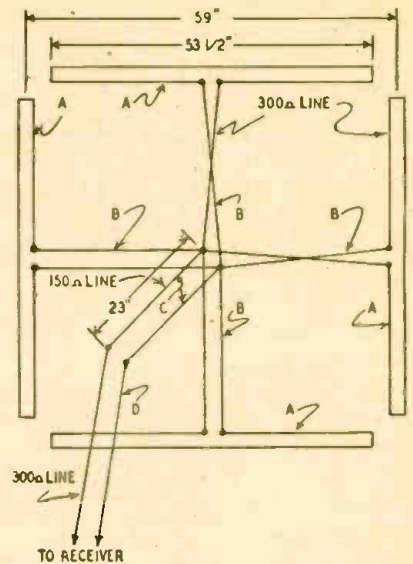 59"
53 1/2"
A
A
300Ω LINE
B
B
B
150Ω LINE
23"
C
B
A
D
A
300Ω LINE
TO RECEIVER